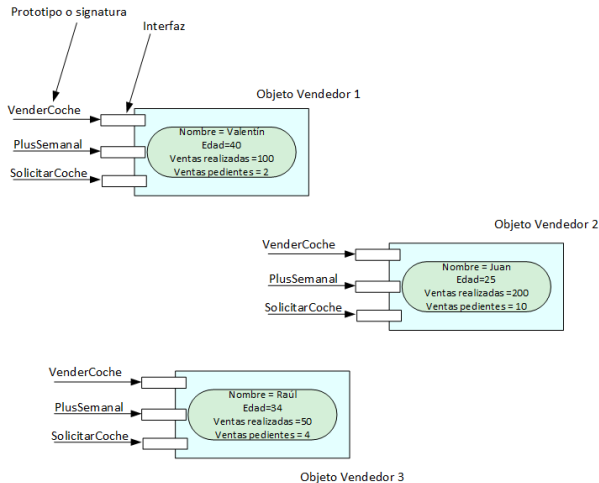 Prototipo o signatura
Interfaz
Objeto Vendedor 1
VenderCoche
PlusSemanal
SolicitarCoche
Nombre = Valentín
Edad=40
Ventas realizadas=100
Ventas pedientes = 2
Objeto Vendedor 2
VenderCoche
PlusSemanal
SolicitarCoche
Nombre = Juan
Edad=25
Ventas realizadas =200
Ventas pedientes = 10
VenderCoche
PlusSemanal
SolicitarCoche
Nombre = Raúl
Edad=34
Ventas realizadas =50
Ventas pedientes = 4
Objeto Vendedor 3